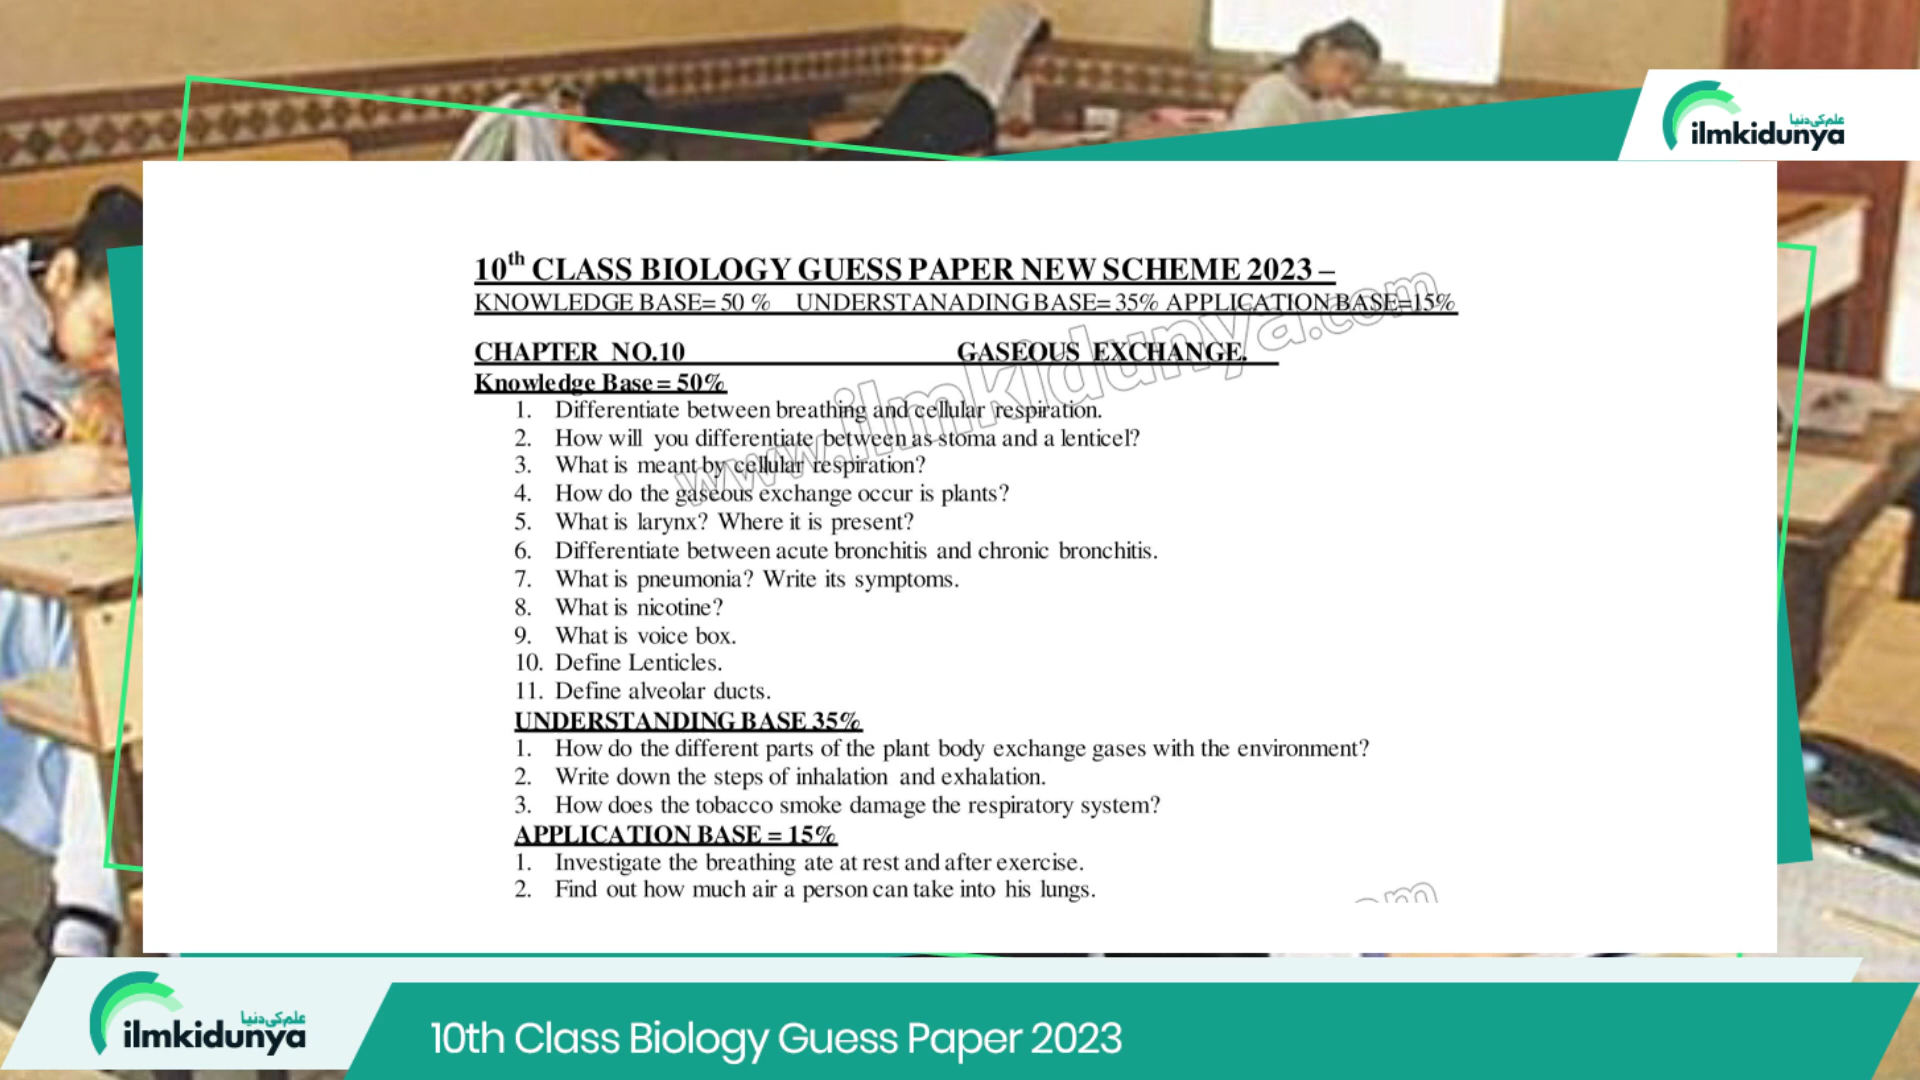 علم کی دنیا
ilmkidunya
10th CLASS BIOLOGY GUESS PAPER NEW SCHEME 2023 –
KNOWLEDGE BASE= 50 % UNDERSTANADING BASE= 35% APPLICATION BASE=15%
CHAPTER NO.10 GASEOUS EXCHANGE.
Knowledge Base = 50%
1. Differentiate between breathing and cellular respiration.
2. How will you differentiate between as stoma and a lenticel?
3. What is meant by cellular respiration?
4. How do the gaseous exchange occur is plants?
5. What is larynx? Where it is present?
6. Differentiate between acute bronchitis and chronic bronchitis.
7. What is pneumonia? Write its symptoms.
8. What is nicotine?
9. What is voice box.
10. Define Lenticles.
11. Define alveolar ducts.
UNDERSTANDING BASE 35%
1. How do the different parts of the plant body exchange gases with the environment?
2. Write down the steps of inhalation and exhalation.
3. How does the tobacco smoke damage the respiratory system?
APPLICATION BASE = 15%
1. Investigate the breathing ate at rest and after exercise.
2. Find out how much air a person can take into his lungs.
www.ilmkidunya.com
om
علم کی دنیا
ilmkidunya
10th Class Biology Guess Paper 2023